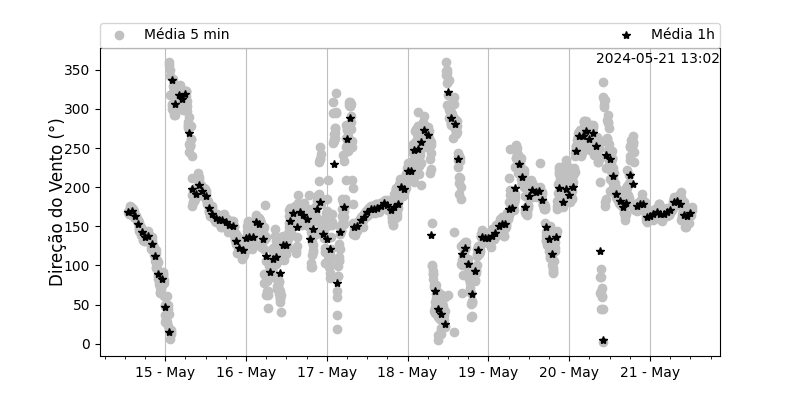 Média 5 min
Média 1h
2024-05-21 13:02
Direção do Vento (°)
350
300
250
200
150
100
50
0
15 - May
16 - May
17 - May
18 - May
19 - May
20 - May
21 - May